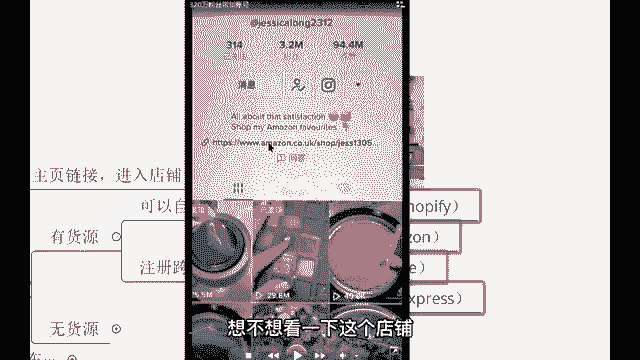 @jessicalong2312
314
3.2M
94.4M
消息
All about that satisfaction
Shop my Amazon favourites
https://www.amazon.co.uk/shop/jess1305...
问答
主页链接，进入店铺
可以自
hopify）
有货源
zon）
注册跨
e）
xpress）
无货源
29.8M
想不想看一下这个店铺